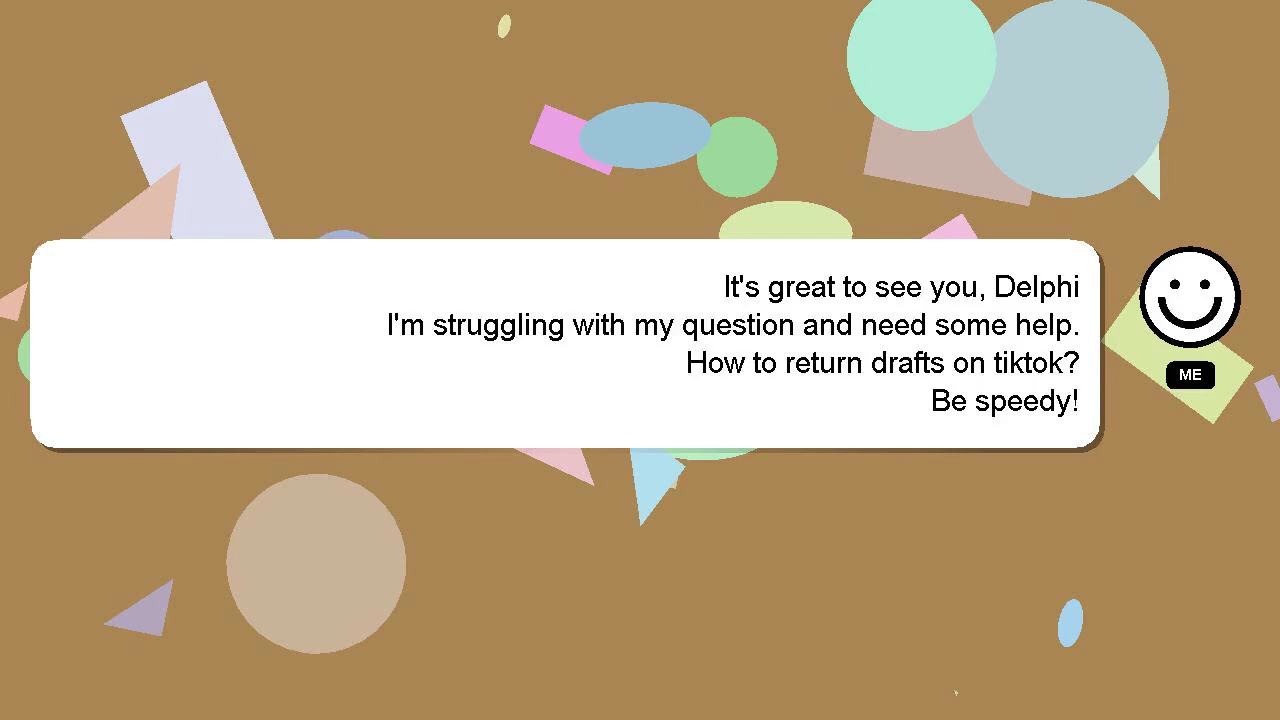 It's great to see you, Delphi
I'm struggling with my question and need some help.
How to return drafts on tiktok?
Be speedy!
ME